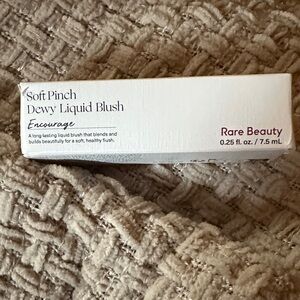 Soft Pinch
Dewy Liquid Blush
Encourage
A long-lasting liquid blush that blends and
builds beautifully for a soft, healthy flush.
Rare Beauty
0.25 fl. oz. / 7.5 mL